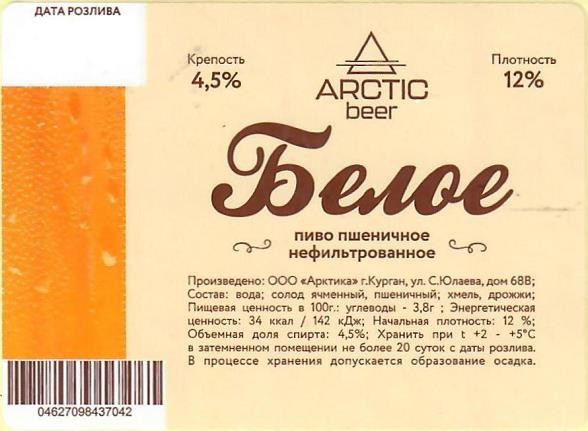 ДАТА РОЗЛИВА
Крепость
4,5%
ARCTIC
beer
Плотность
12%
Белое
пиво пшеничное
нефильтрованное
Произведено: ООО «Арктика» г.Курган, ул. С.Юлаева, дом 68В;
Состав: вода; солод ячменный, пшеничный; хмель, дрожжи;
Пищевая ценность в 100г.: углеводы - 3,8г ; Энергетическая
ценность: 34 ккал / 142 кДж; Начальная плотность: 12 %;
Объемная доля спирта: 4,5%; Хранить при t +2 - +5°С
в затемненном помещении не более 20 суток с даты розлива.
В процессе хранения допускается образование осадка.
04627098437042